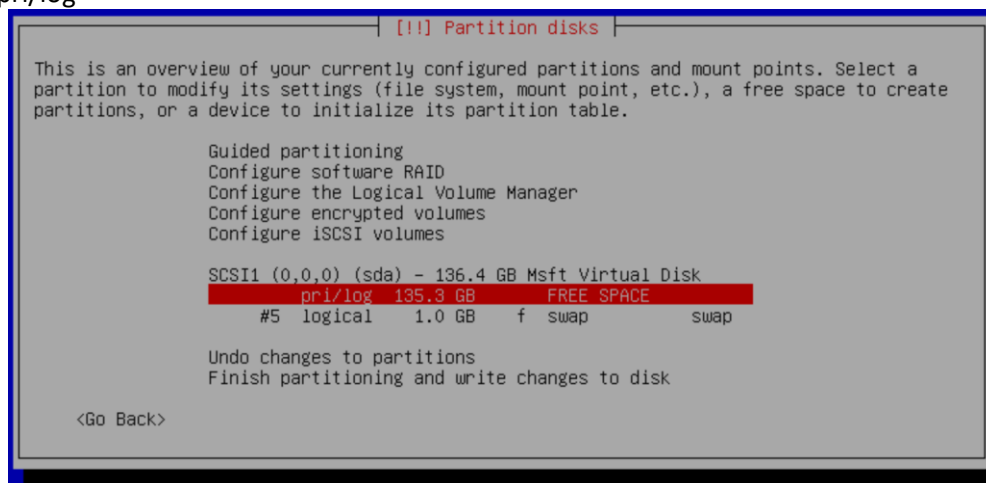 pri/log
[!!] Partition disks
This is an overview of your currently configured partitions and mount points. Select a
partition to modify its settings (file system, mount point, etc.), a free space to create
partitions, or a device to initialize its partition table.
Guided partitioning
Configure software RAID
Configure the Logical Volume Manager
Configure encrypted volumes
Configure iSCSI volumes
SCSI1 (0,0,0) (sda) - 136.4 GB Msft Virtual Disk
pri/log 135.3 GB FREE SPACE
#5 logical 1.0 GB f swap swap
Undo changes to partitions
Finish partitioning and write changes to disk
<Go Back>